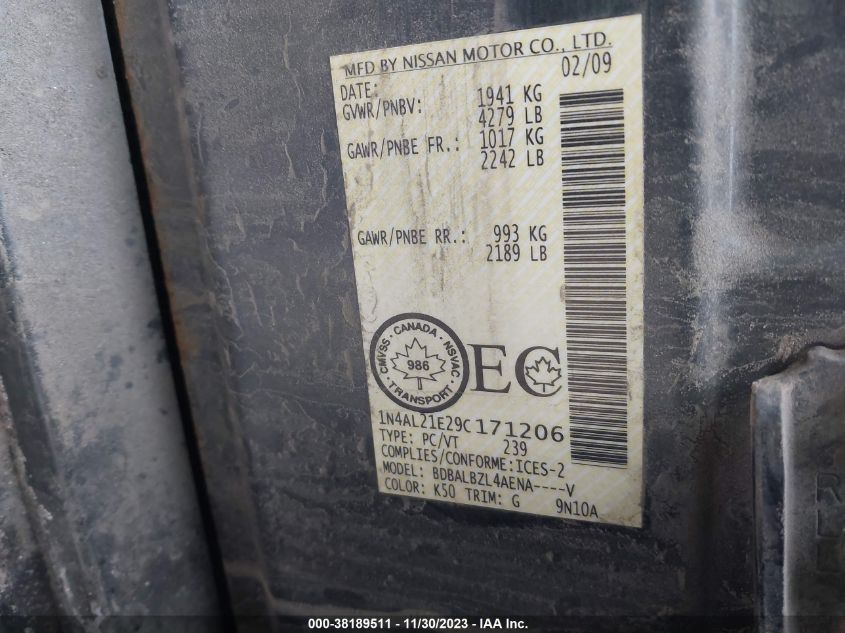 MFD BY NISSAN MOTOR CO., LTD.
DATE: 02/09
GVWR/PNBV: 1941 KG
4279 LB
GAWR/PNBE FR.: 1017 KG
2242 LB
GAWR/PNBE RR.: 993 KG
2189 LB
CANADA
CMVSS · NSVAC
986
TRANSPORT
EC
1N4AL21E29C171206
TYPE: PC/VT 239
COMPLIES/CONFORME:ICES-2
MODEL: BDBALBZL4AENA----V
COLOR: K50 TRIM: G 9N10A
000-38189511 - 11/30/2023 - IAA Inc.